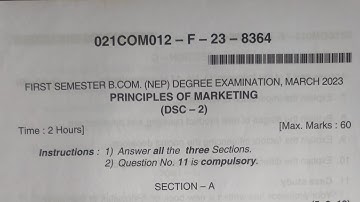 021COM012 – F – 23 – 8364
FIRST SEMESTER B.COM. (NEP) DEGREE EXAMINATION, MARCH 2023
PRINCIPLES OF MARKETING
(DSC – 2)
Time : 2 Hours] [Max. Marks : 60
Instructions : 1) Answer all the three Sections.
2) Question No. 11 is compulsory.
SECTION – A